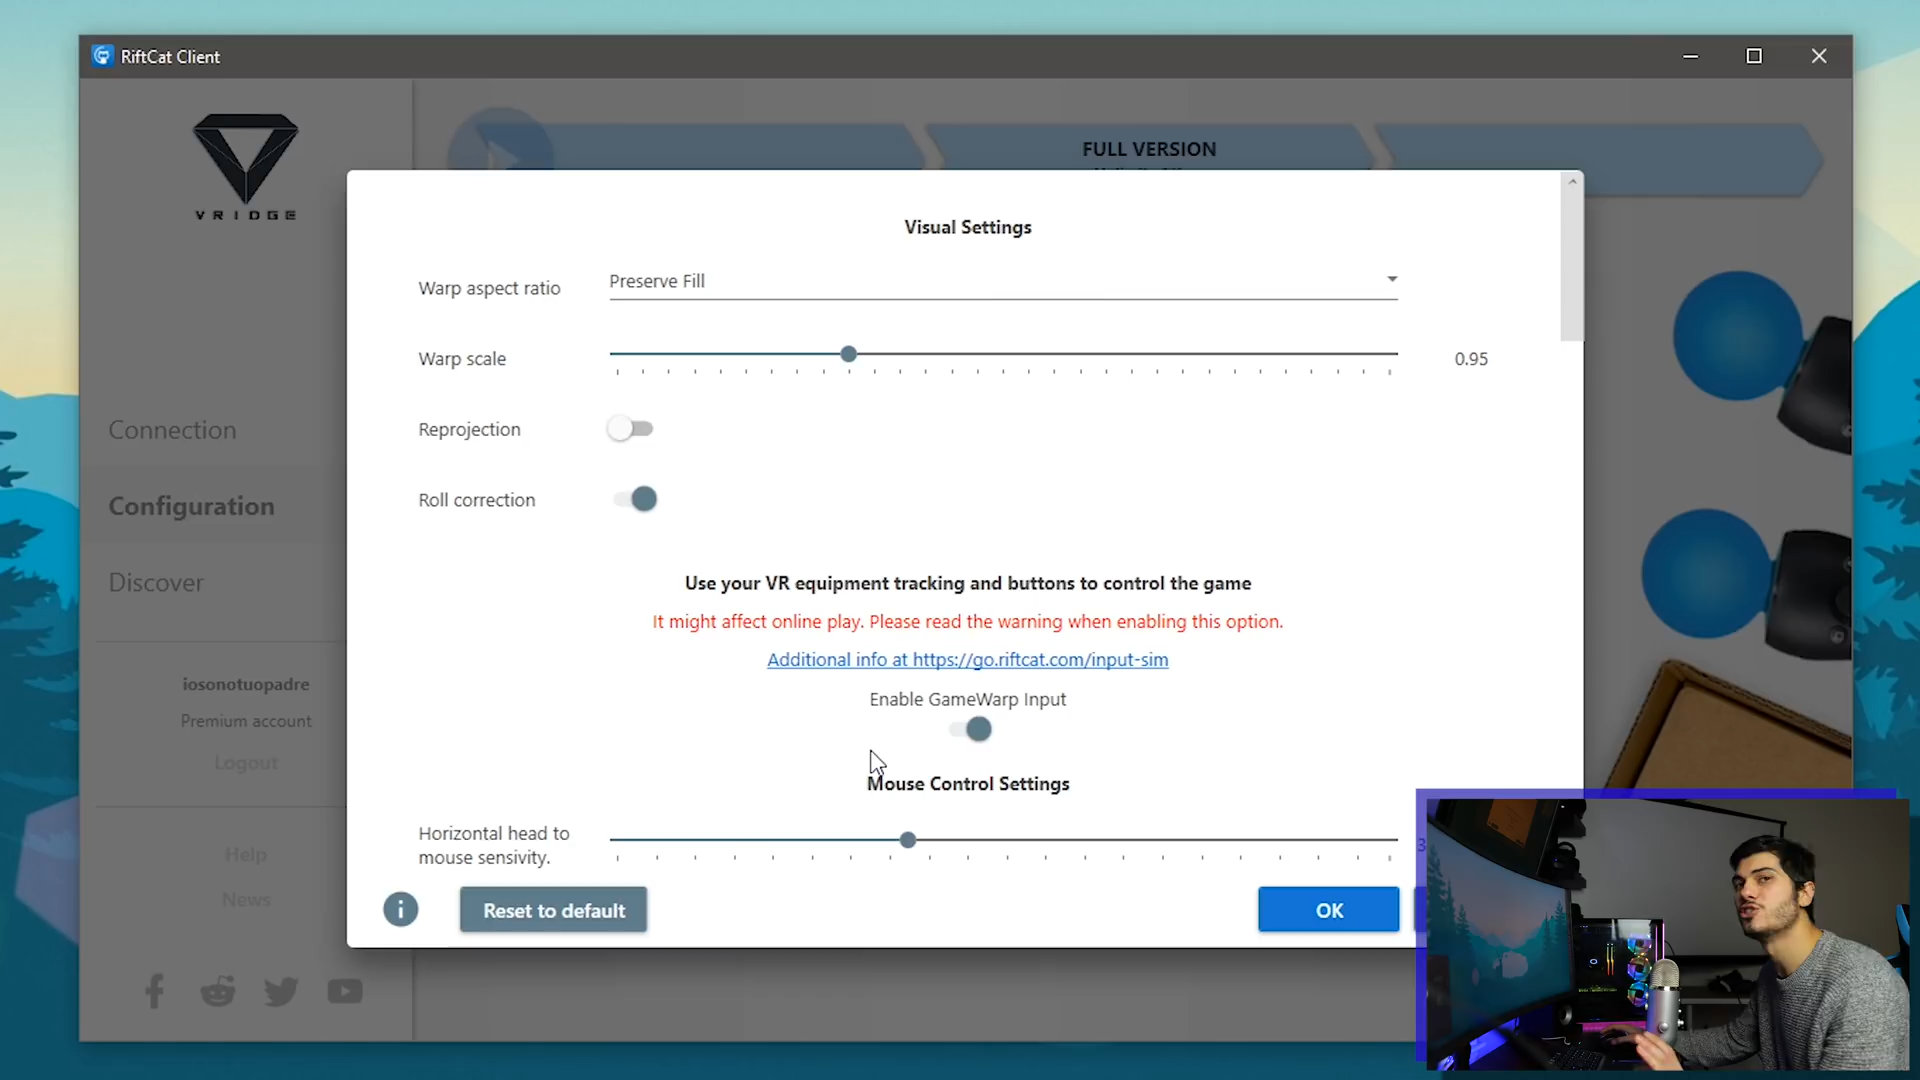 RiftCat Client
VRIDGE
FULL VERSION
Visual Settings
Warp aspect ratio
Preserve Fill
Warp scale
0.95
Reprojection
Roll correction
Use your VR equipment tracking and buttons to control the game
It might affect online play. Please read the warning when enabling this option.
Additional info at https://go.riftcat.com/input-sim
Enable GameWarp Input
Mouse Control Settings
Horizontal head to
mouse sensivity.
3
Reset to default
OK
Connection
Configuration
Discover
iosonotuopadre
Premium account
Logout
Help
News